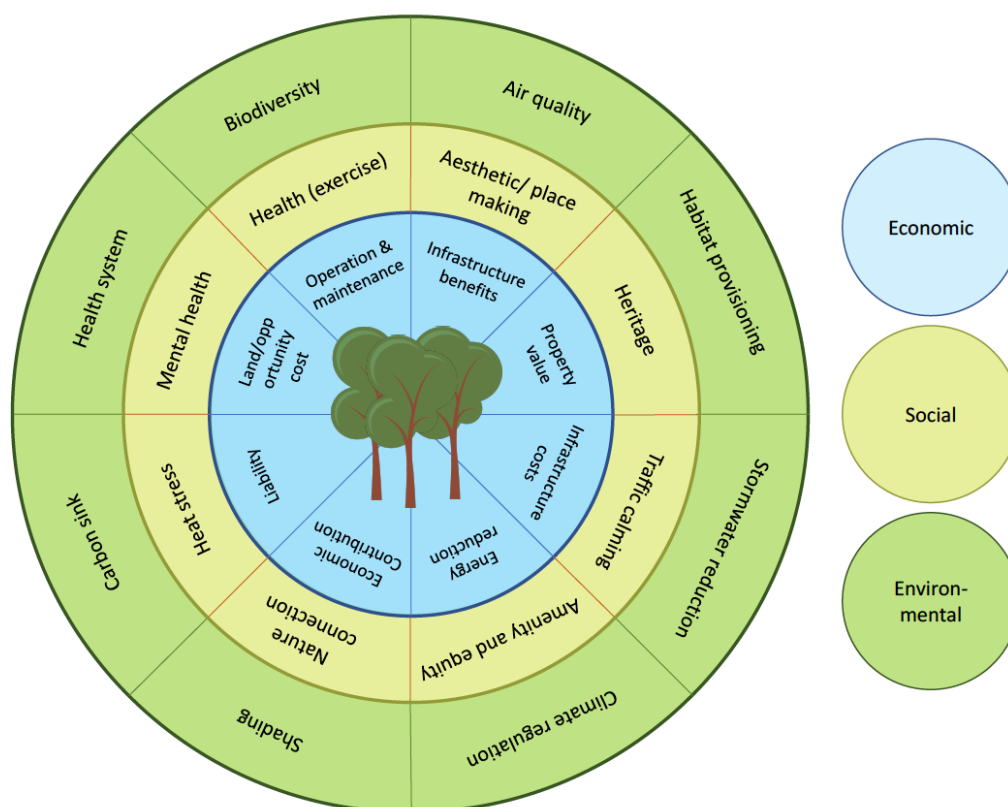 Air quality
Habitat provisioning
Stormwater reduction
Climate regulation
Shading
Carbon sink
Health system
Biodiversity
Aesthetic/ place
making
Heritage
Traffic calming
Amenity and equity
Nature
connection
Heat stress
Mental health
Health (exercise)
Infrastructure
benefits
Property
value
Infrastructure
costs
Energy
reduction
Economic
Contribution
Liability
Land/opp
ortunity
cost
Operation &
maintenance
Economic
Social
Environ-
mental